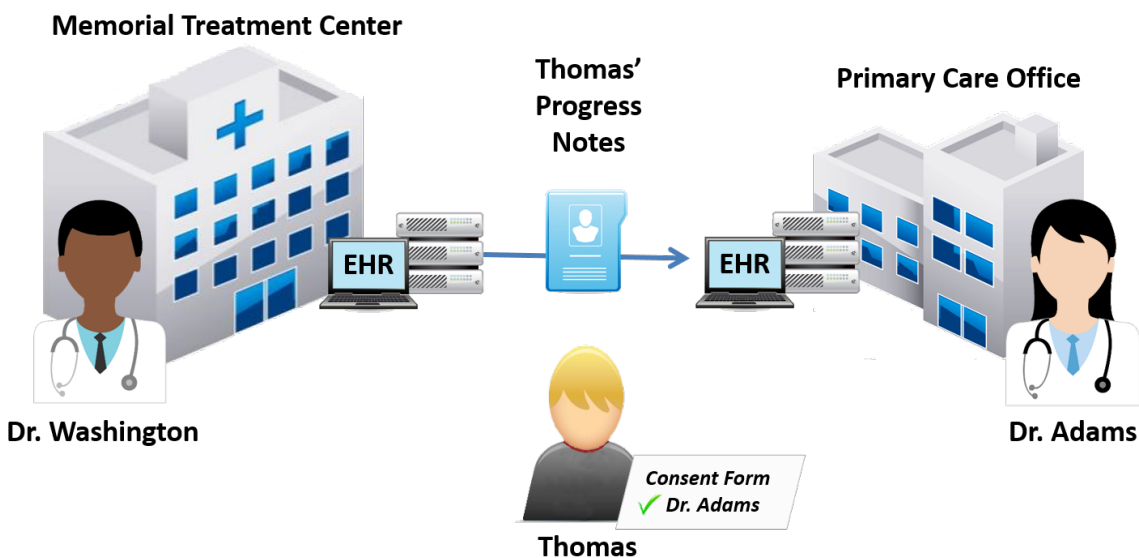 Memorial Treatment Center
Thomas’
Progress
Notes
Primary Care Office
EHR
EHR
Dr. Washington
Dr. Adams
Consent Form
Dr. Adams
Thomas